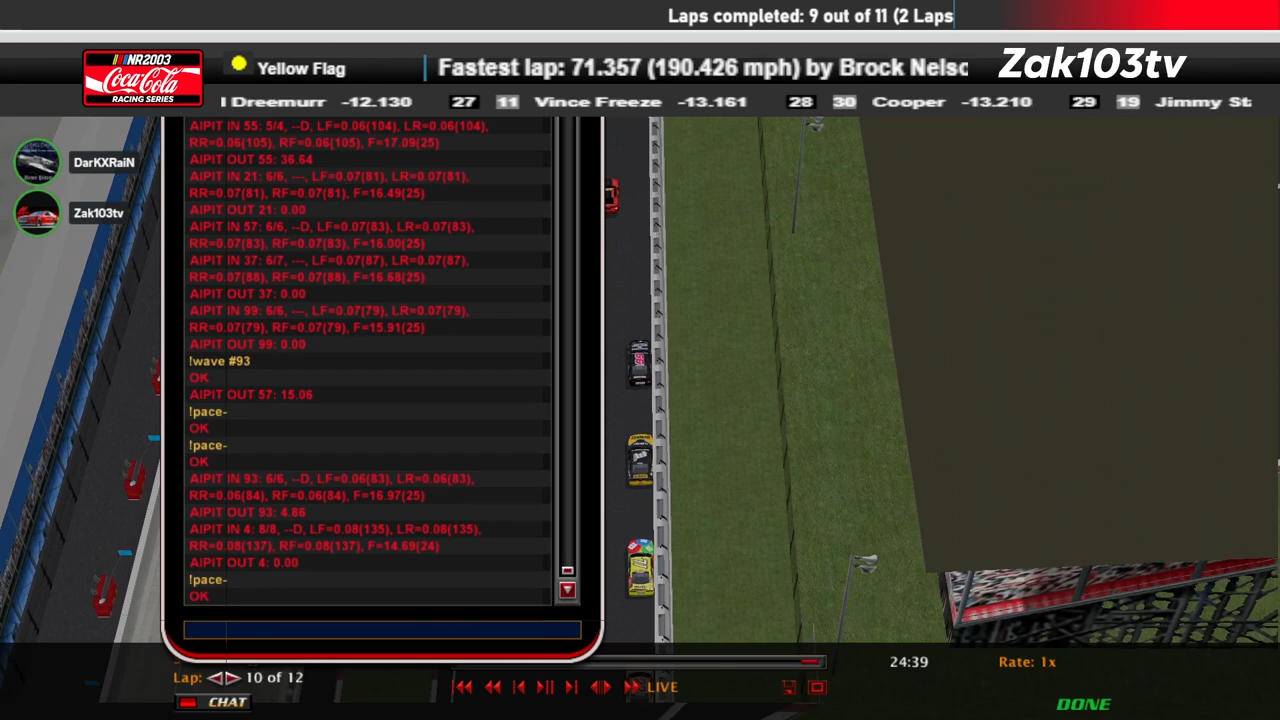 Laps completed: 9 out of 11 (2 Laps
NR2003
Coca-Cola
RACING SERIES
Yellow Flag
Fastest lap: 71.357 (190.426 mph) by Brock Nelsc
Zak103tv
l Dreemurr -12.130 27 11 Vince Freeze -13.161 28 30 Cooper -13.210 29 19 Jimmy St
DarKXRaiN
Zak103tv
AIPIT IN 55: 5/4, --D, LF=0.06(104), LR=0.06(104),
RR=0.06(105), RF=0.06(105), F=17.09(25)
AIPIT OUT 55: 36.64
AIPIT IN 21: 6/6, ---, LF=0.07(81), LR=0.07(81),
RR=0.07(81), RF=0.07(81), F=16.49(25)
AIPIT OUT 21: 0.00
AIPIT IN 57: 6/6, --D, LF=0.07(83), LR=0.07(83),
RR=0.07(83), RF=0.07(83), F=16.00(25)
AIPIT IN 37: 6/7, ---, LF=0.07(87), LR=0.07(87),
RR=0.07(88), RF=0.07(88), F=16.68(25)
AIPIT OUT 37: 0.00
AIPIT IN 99: 6/6, ---, LF=0.07(79), LR=0.07(79),
RR=0.07(79), RF=0.07(79), F=15.91(25)
AIPIT OUT 99: 0.00
!wave #93
OK
AIPIT OUT 57: 15.06
!pace-
OK
!pace-
OK
AIPIT IN 93: 6/6, --D, LF=0.06(83), LR=0.06(83),
RR=0.06(84), RF=0.06(84), F=16.97(25)
AIPIT OUT 93: 4.86
AIPIT IN 4: 8/8, --D, LF=0.08(135), LR=0.08(135),
RR=0.08(137), RF=0.08(137), F=14.69(24)
AIPIT OUT 4: 0.00
!pace-
OK
24:39 Rate: 1x
Lap: 10 of 12
LIVE
CHAT
DONE